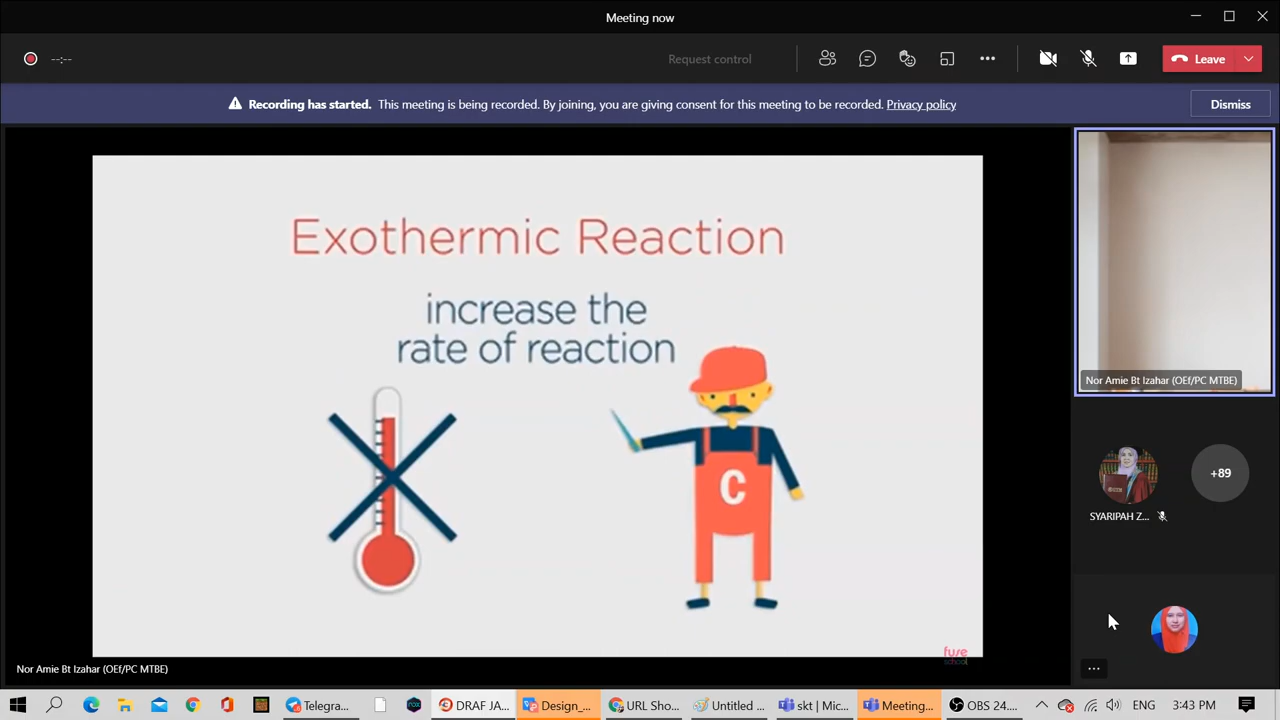 Meeting now
--:--
Request control
Leave
Recording has started. This meeting is being recorded. By joining, you are giving consent for this meeting to be recorded. Privacy policy
Dismiss
Exothermic Reaction
increase the
rate of reaction
C
fuse
school
Nor Amie Bt Izahar (OEf/PC MTBE)
Nor Amie Bt Izahar (OEf/PC MTBE)
+89
SYARIPAH Z...
Telegra...
DRAF JA...
Design_...
URL Sho...
Untitled ...
skt | Mic...
Meeting...
OBS 24....
ENG
3:43 PM